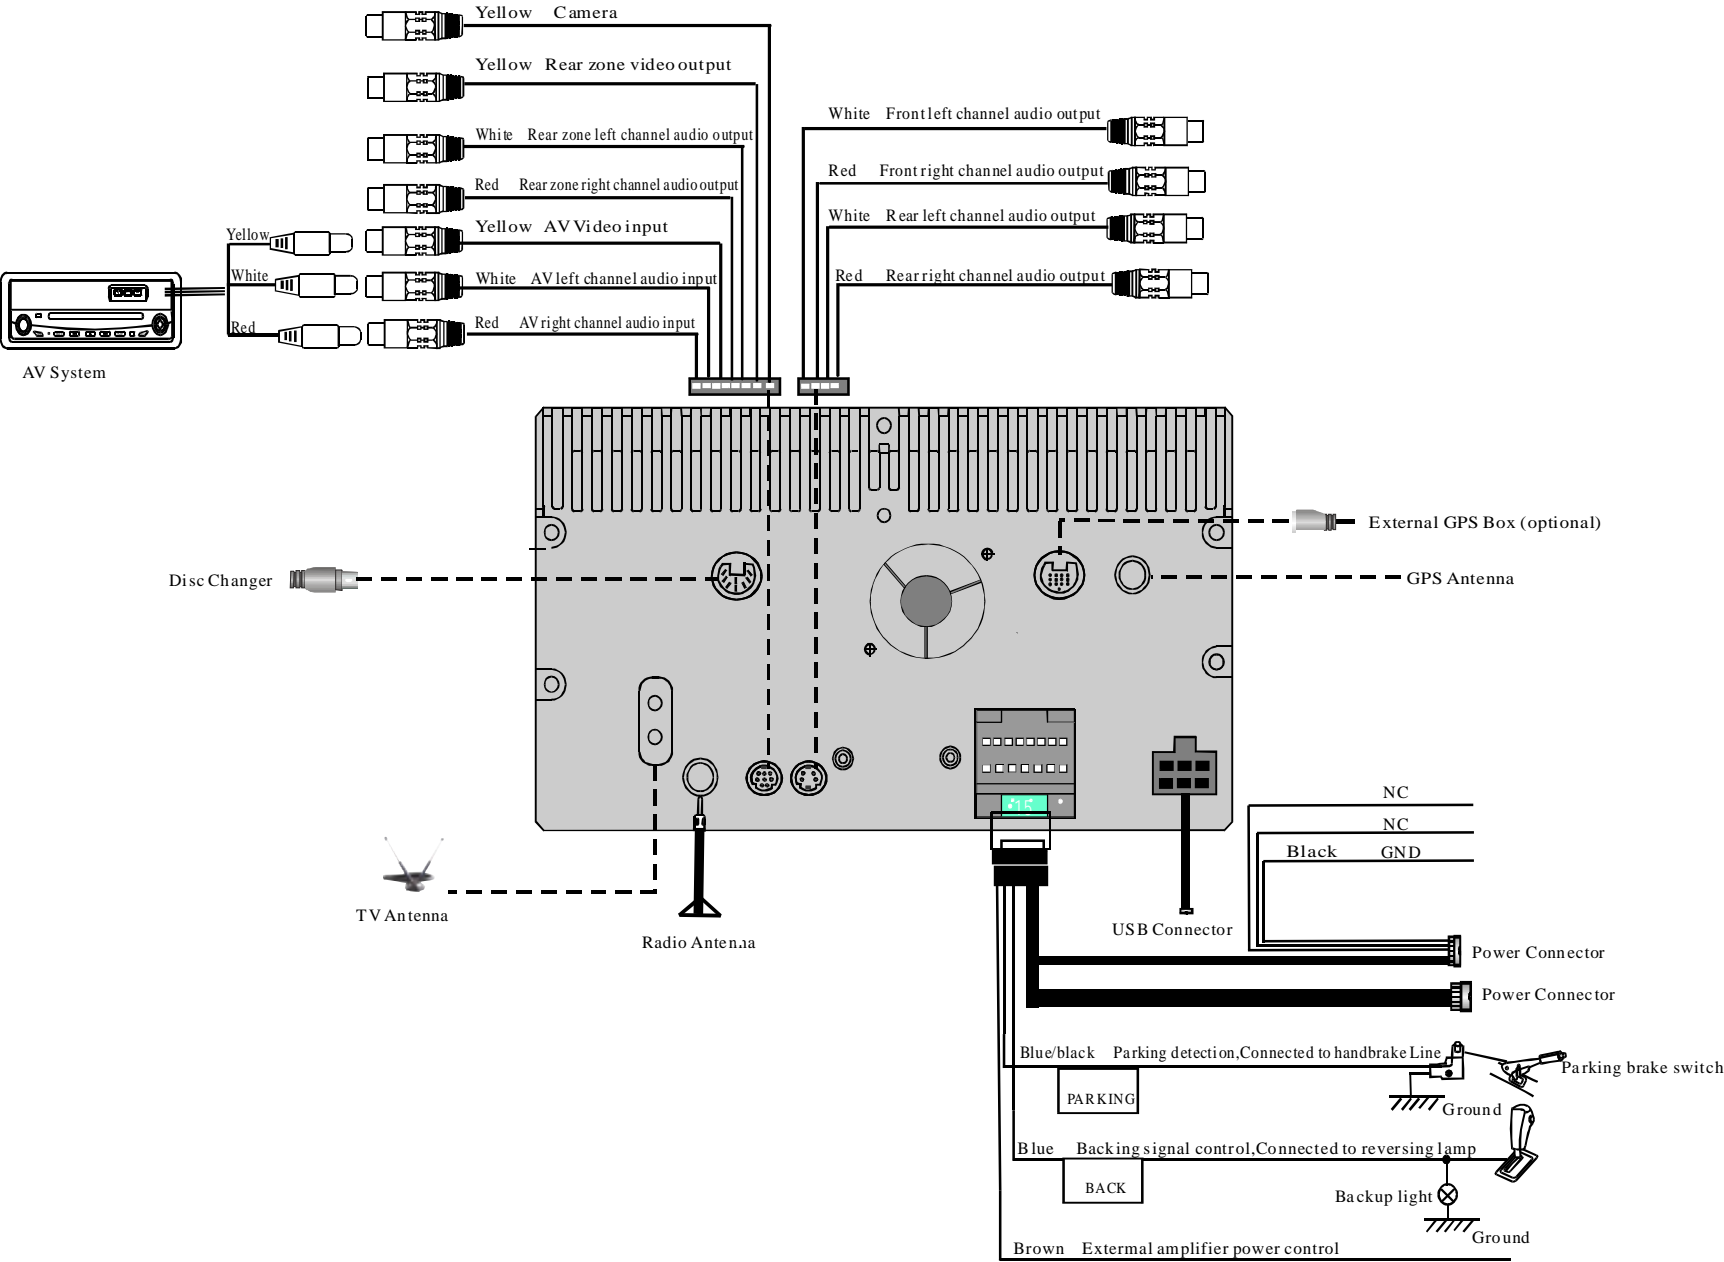 Yellow Camera
Yellow Rear zone video output
White Rear zone left channel audio output
Red Rear zone right channel audio output
Yellow AV Video input
White AV left channel audio input
Red AV right channel audio input
Yellow
White
Red
AV System
White Front left channel audio output
Red Front right channel audio output
White Rear left channel audio output
Red Rear right channel audio output
External GPS Box (optional)
GPS Antenna
Disc Changer
15
TV Antenna
Radio Antenna
USB Connector
NC
NC
Black GND
Power Connector
Power Connector
Blue/black Parking detection,Connected to handbrake Line
Parking brake switch
PARKING
Ground
Blue Backing signal control,Connected to reversing lamp
BACK
Backup light
Ground
Brown Extermal amplifier power control